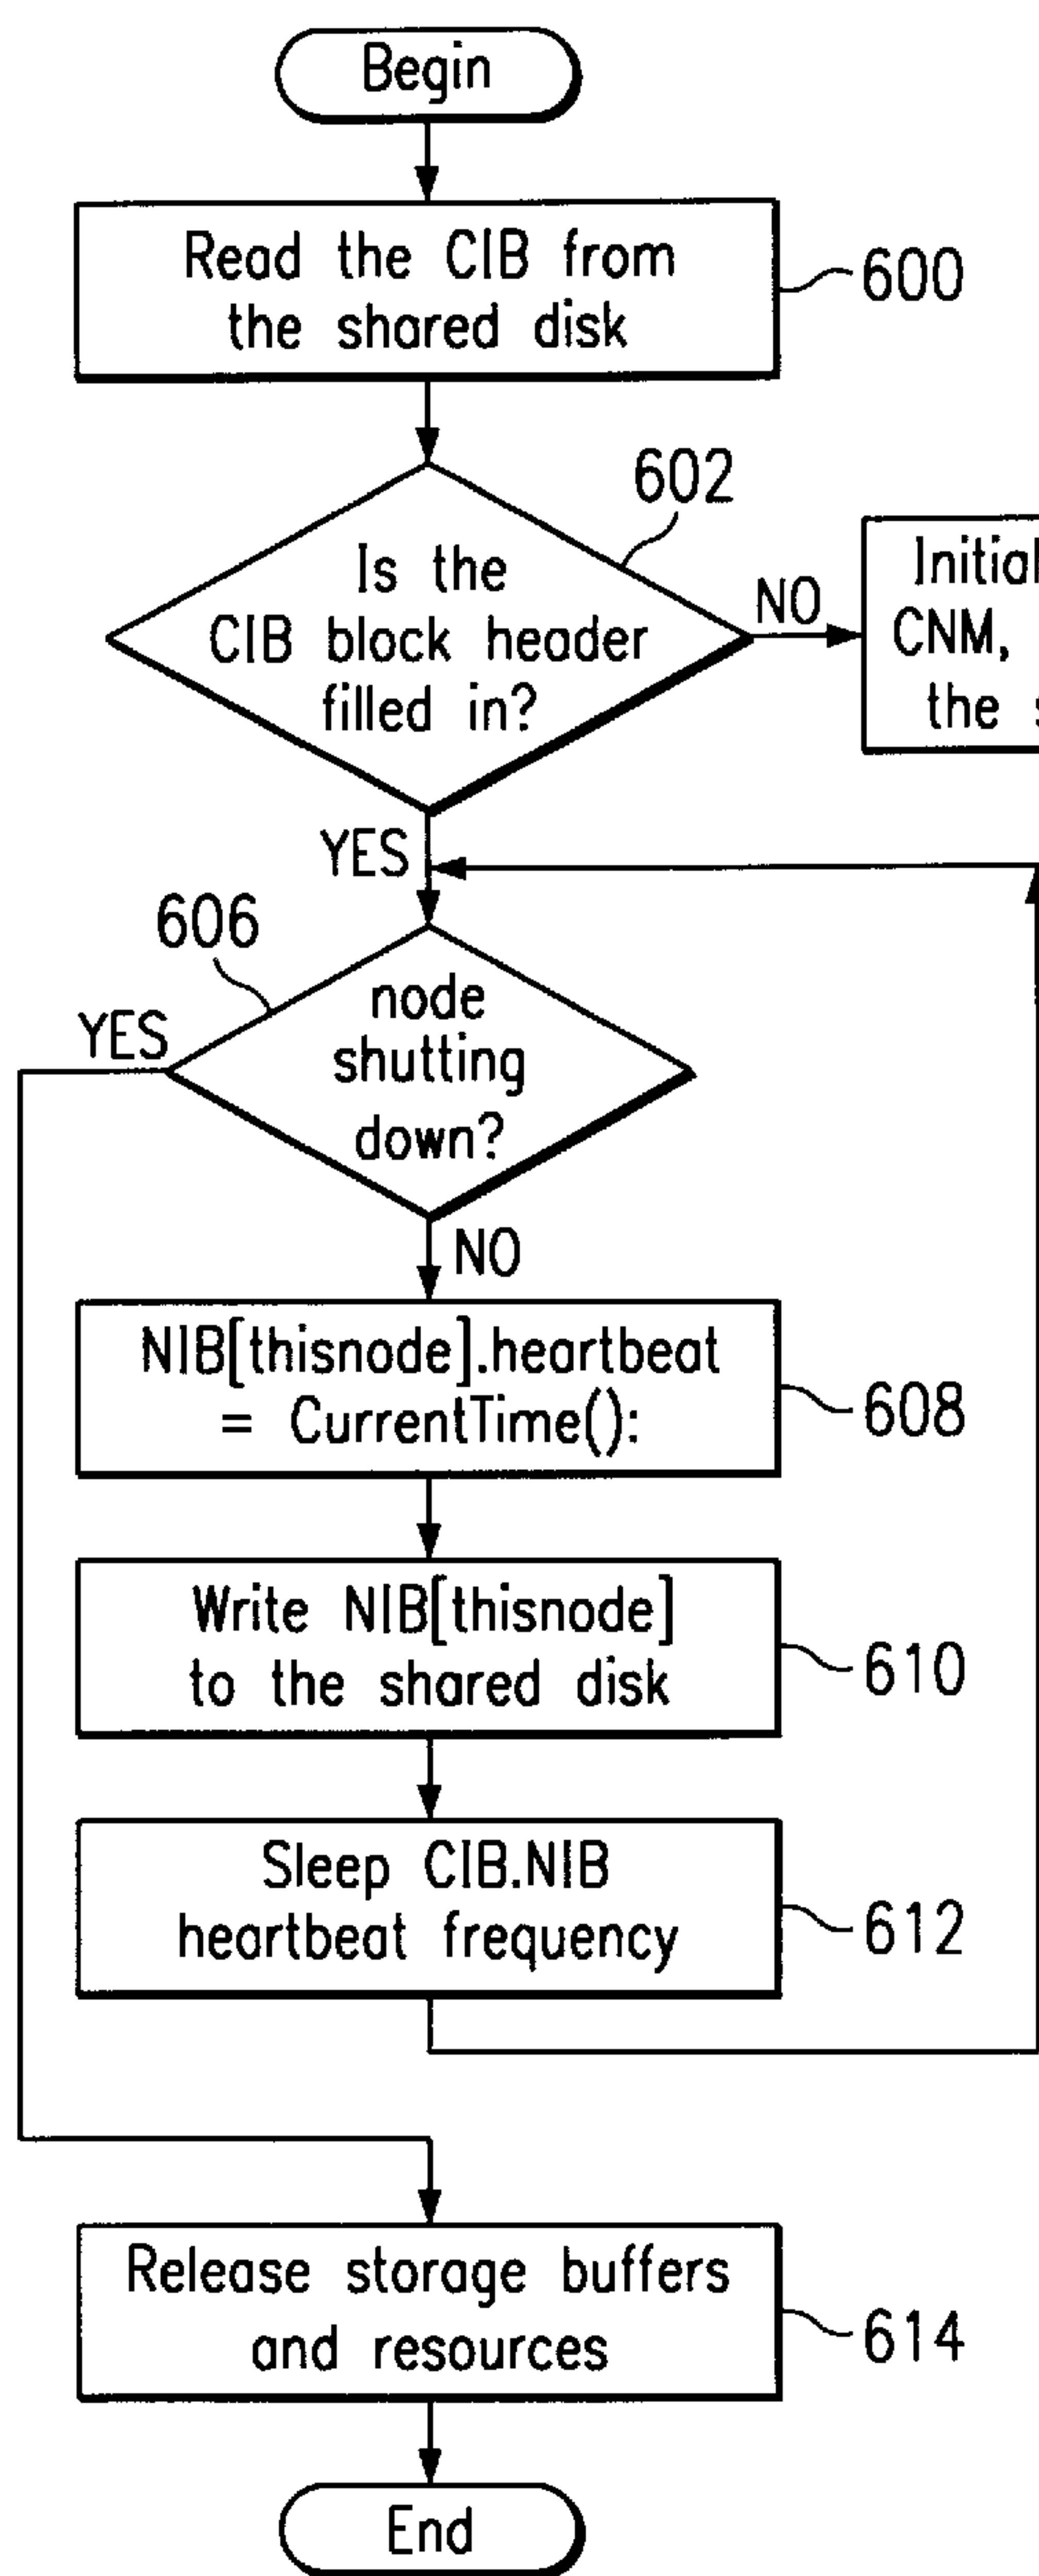 Begin
Read the CIB from
the shared disk
600
602
Is the
CIB block header
filled in?
NO
CNM,
the
YES
606
node
shutting
down?
YES
NO
NIB[thisnode].heartbeat
= CurrentTime():
608
Write NIB[thisnode]
to the shared disk
610
Sleep CIB.NIB
heartbeat frequency
612
Release storage buffers
and resources
614
End